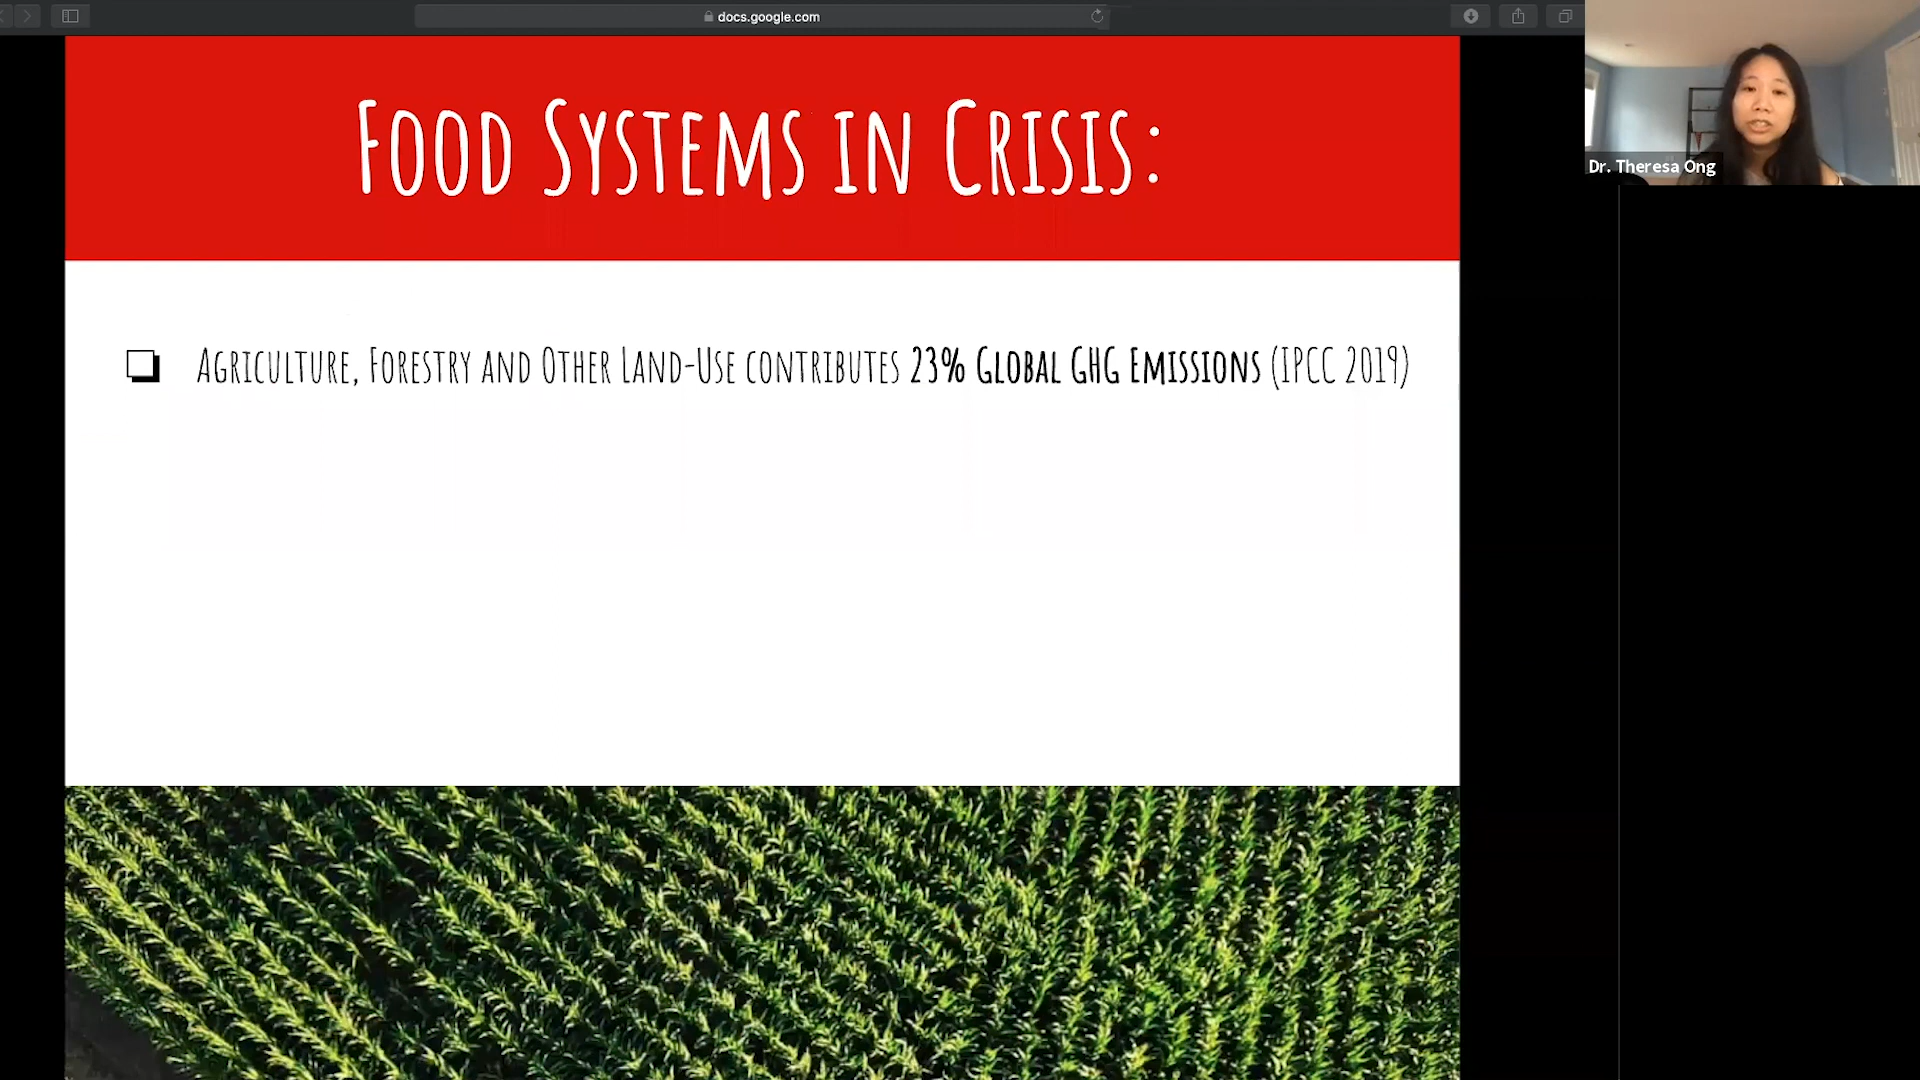 docs.google.com
Food Systems in Crisis:
Dr. Theresa Ong
Agriculture, Forestry and Other Land-Use contributes 23% Global GHG Emissions (IPCC 2019)